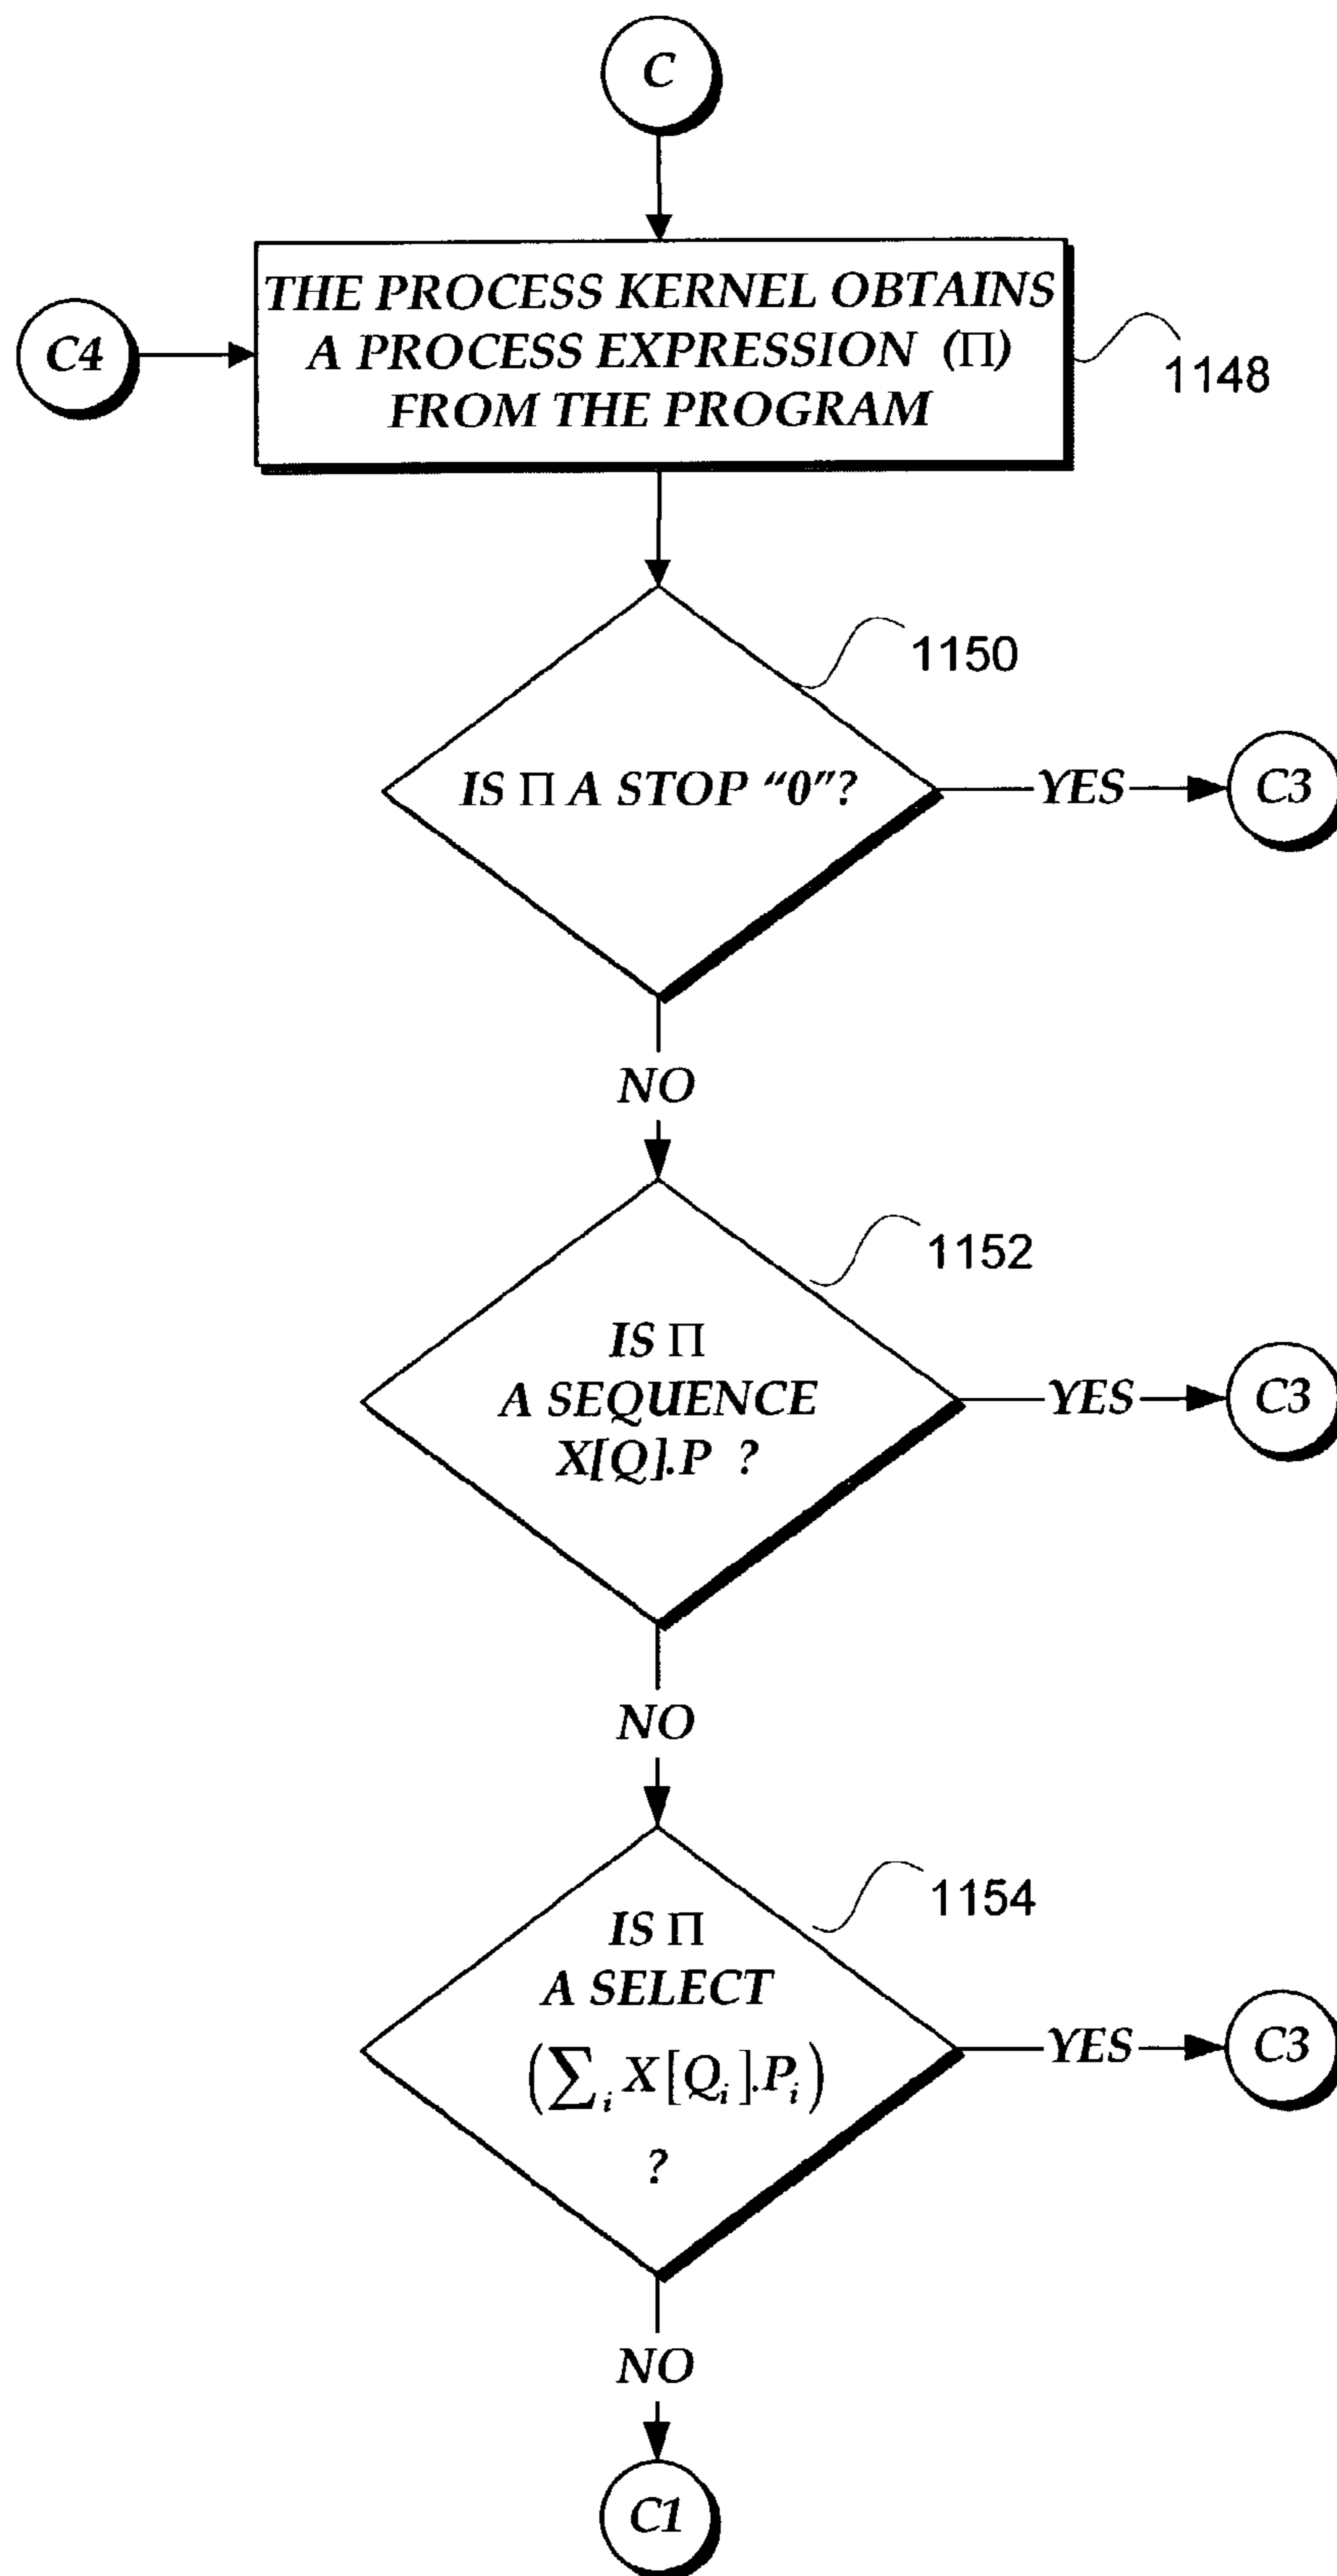 C
THE PROCESS KERNEL OBTAINS
A PROCESS EXPRESSION (Π)
FROM THE PROGRAM
C4
1148
1150
IS Π A STOP “0”?
YES
C3
NO
1152
IS Π
A SEQUENCE
X[Q].P ?
YES
C3
NO
1154
IS Π
A SELECT
(∑i X[Qi].Pi)
?
YES
C3
NO
C1